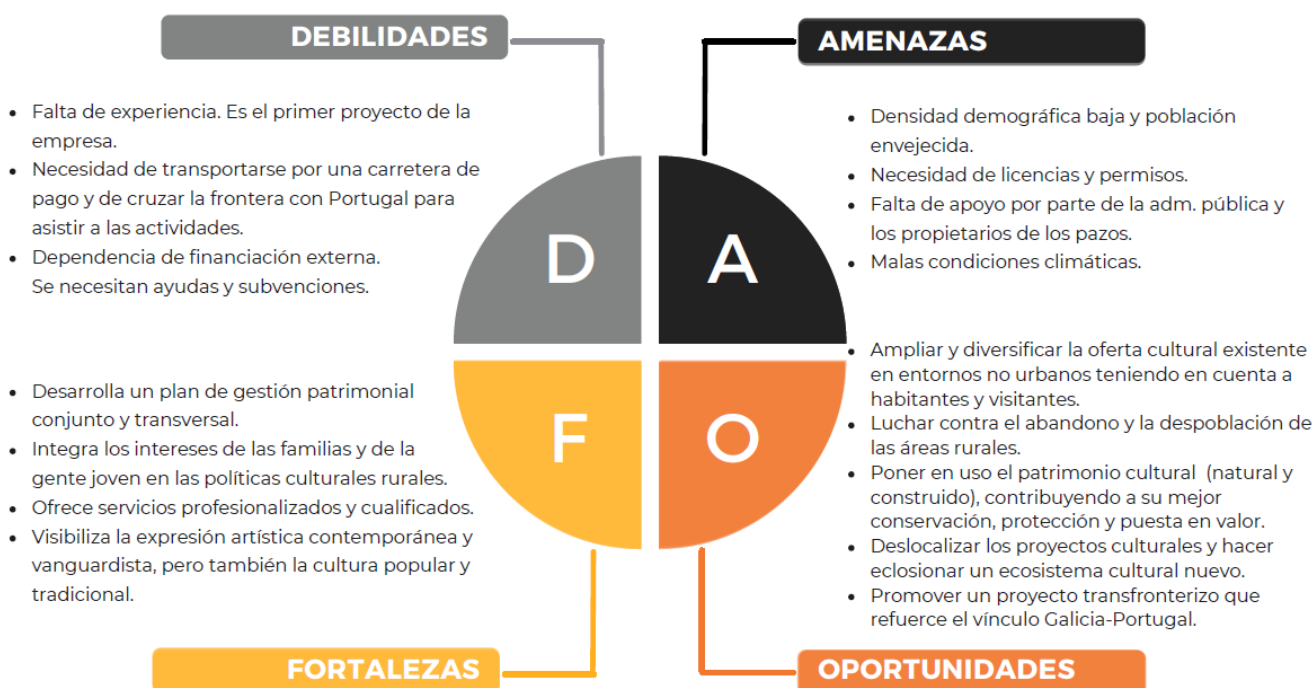 DEBILIDADES
• Falta de experiencia. Es el primer proyecto de la
empresa.
• Necesidad de transportarse por una carretera de
pago y de cruzar la frontera con Portugal para
asistir a las actividades.
• Dependencia de financiación externa.
Se necesitan ayudas y subvenciones.
AMENAZAS
• Densidad demográfica baja y población
envejecida.
• Necesidad de licencias y permisos.
• Falta de apoyo por parte de la adm. pública y
los propietarios de los pazos.
• Malas condiciones climáticas.
D
A
F
O
• Desarrolla un plan de gestión patrimonial
conjunto y transversal.
• Integra los intereses de las familias y de la
gente joven en las políticas culturales rurales.
• Ofrece servicios profesionalizados y cualificados.
• Visibiliza la expresión artística contemporánea y
vanguardista, pero también la cultura popular y
tradicional.
FORTALEZAS
• Ampliar y diversificar la oferta cultural existente
en entornos no urbanos teniendo en cuenta a
habitantes y visitantes.
• Luchar contra el abandono y la despoblación de
las áreas rurales.
• Poner en uso el patrimonio cultural (natural y
construido), contribuyendo a su mejor
conservación, protección y puesta en valor.
• Deslocalizar los proyectos culturales y hacer
eclosionar un ecosistema cultural nuevo.
• Promover un proyecto transfronterizo que
refuerce el vínculo Galicia-Portugal.
OPORTUNIDADES